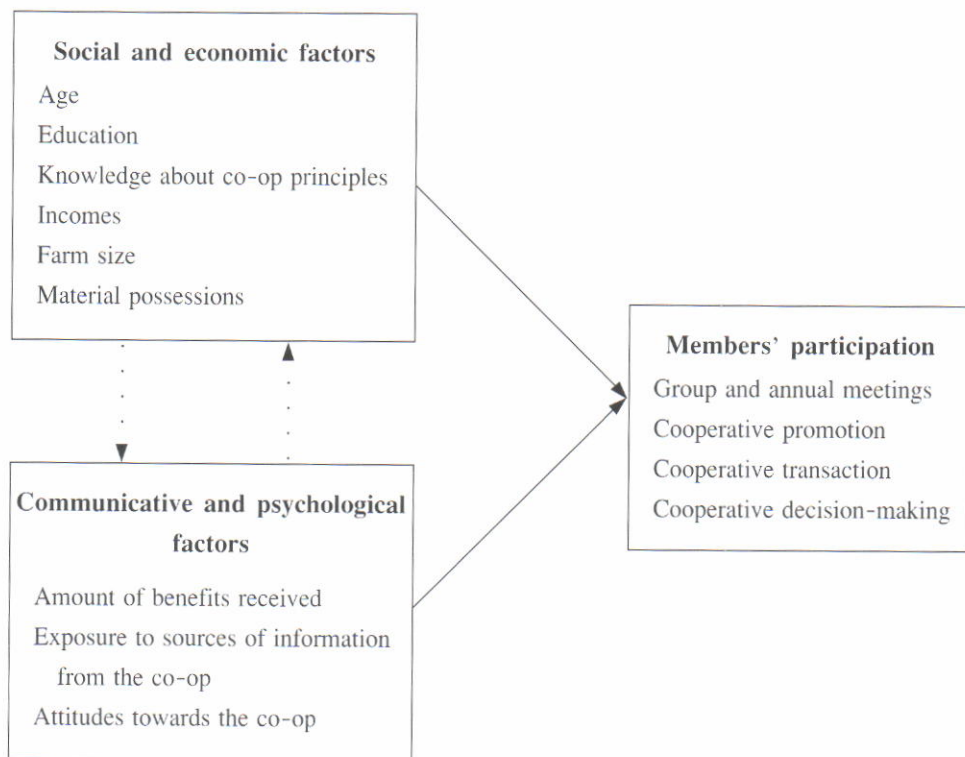 Social and economic factors
Age
Education
Knowledge about co-op principles
Incomes
Farm size
Material possessions
Members' participation
Group and annual meetings
Cooperative promotion
Cooperative transaction
Cooperative decision-making
Communicative and psychological
factors
Amount of benefits received
Exposure to sources of information
from the co-op
Attitudes towards the co-op